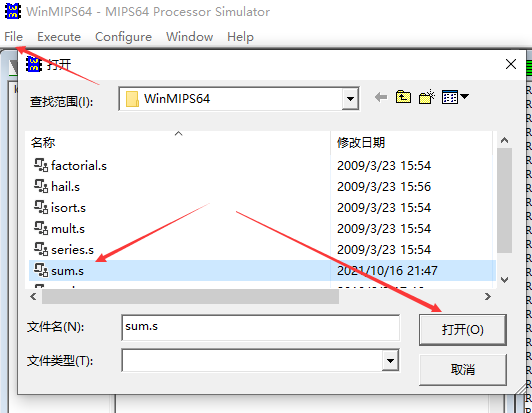 WinMIPS64 - MIPS64 Processor Simulator
File Execute Configure Window Help
打开
查找范围(I): WinMIPS64
名称 修改日期
factorial.s 2009/3/23 15:54
hail.s 2009/3/23 15:56
isort.s 2009/3/23 15:54
mult.s 2009/3/23 15:54
series.s 2009/3/23 15:54
sum.s 2021/10/16 21:47
文件名(N): sum.s 打开(O)
文件类型(T): 取消